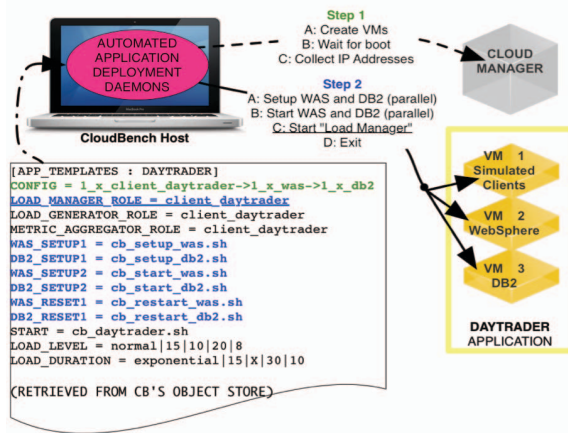 Step 1
A: Create VMs
B: Wait for boot
C: Collect IP Addresses
AUTOMATED
APPLICATION
DEPLOYMENT
DAEMONS
CloudBench Host
CLOUD
MANAGER
Step 2
A: Setup WAS and DB2 (parallel)
B: Start WAS and DB2 (parallel)
C: Start "Load Manager"
D: Exit
VM 1
Simulated
Clients
VM 2
WebSphere
VM 3
DB2
DAYTRADER
APPLICATION
[APP_TEMPLATES : DAYTRADER]
CONFIG = 1_x_client_daytrader->1_x_was->1_x_db2
LOAD_MANAGER_ROLE = client_daytrader
LOAD_GENERATOR_ROLE = client_daytrader
METRIC_AGGREGATOR_ROLE = client_daytrader
WAS_SETUP1 = cb_setup_was.sh
DB2_SETUP1 = cb_setup_db2.sh
WAS_SETUP2 = cb_start_was.sh
DB2_SETUP2 = cb_start_db2.sh
WAS_RESET1 = cb_restart_was.sh
DB2_RESET1 = cb_restart_db2.sh
START = cb_daytrader.sh
LOAD_LEVEL = normal|15|10|20|8
LOAD_DURATION = exponential|15|X|30|10
(RETRIEVED FROM CB'S OBJECT STORE)